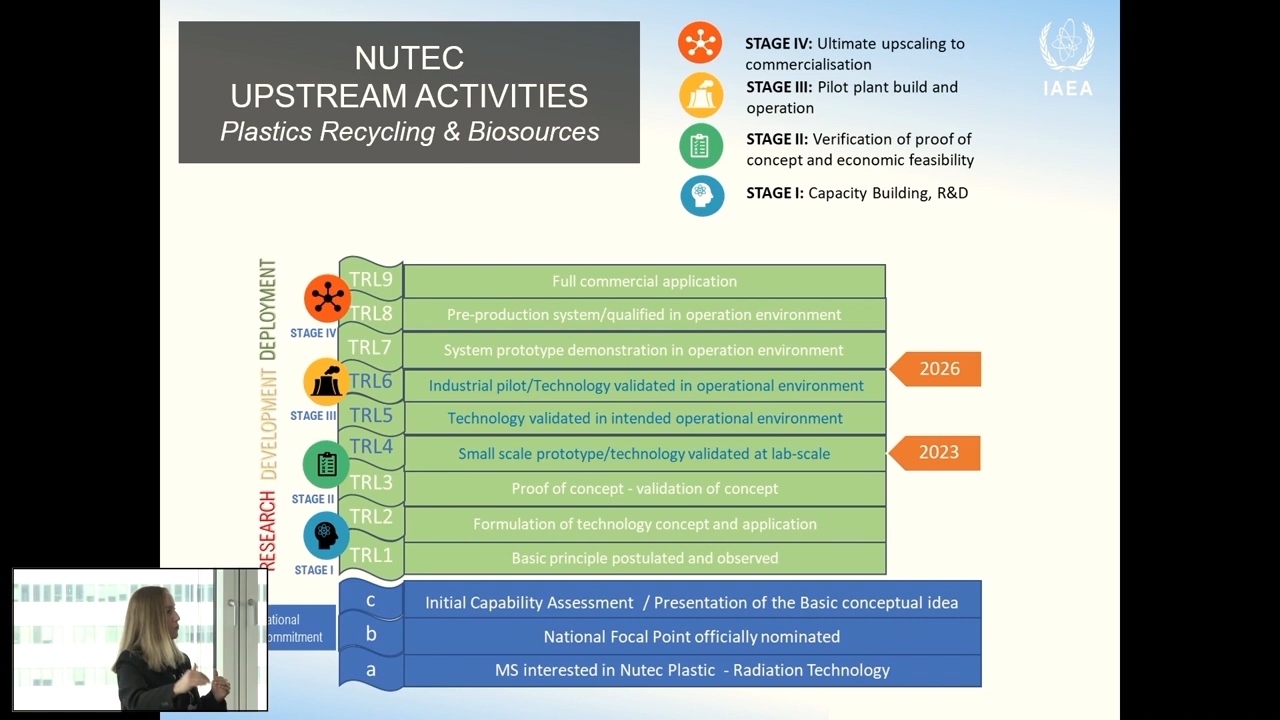 NUTEC
UPSTREAM ACTIVITIES
Plastics Recycling & Biosources
STAGE IV: Ultimate upscaling to
commercialisation
STAGE III: Pilot plant build and
operation
STAGE II: Verification of proof of
concept and economic feasibility
STAGE I: Capacity Building, R&D
IAEA
DEPLOYMENT
DEVELOPMENT
RESEARCH
STAGE IV
STAGE III
STAGE II
STAGE I
TRL9 Full commercial application
TRL8 Pre-production system/qualified in operation environment
TRL7 System prototype demonstration in operation environment
2026
TRL6 Industrial pilot/Technology validated in operational environment
TRL5 Technology validated in intended operational environment
TRL4 Small scale prototype/technology validated at lab-scale
2023
TRL3 Proof of concept - validation of concept
TRL2 Formulation of technology concept and application
TRL1 Basic principle postulated and observed
c Initial Capability Assessment / Presentation of the Basic conceptual idea
b National Focal Point officially nominated
a MS interested in Nutec Plastic - Radiation Technology